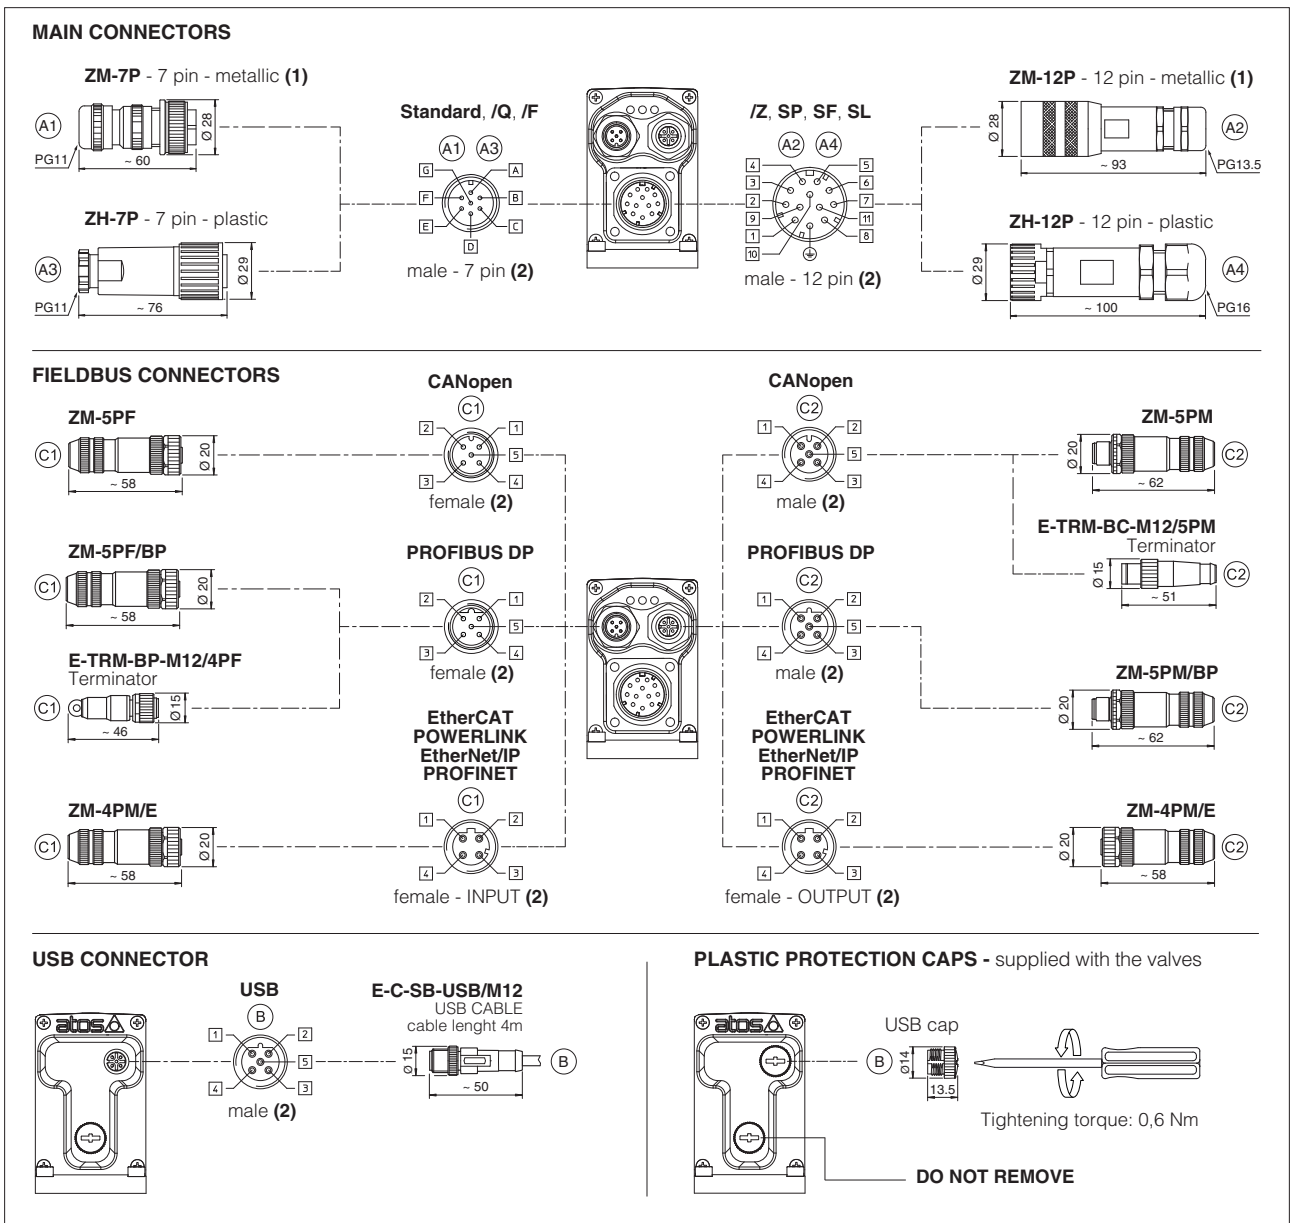 MAIN CONNECTORS
ZM-7P - 7 pin - metallic (1)
A1
PG11
~ 60
Ø 28
ZH-7P - 7 pin - plastic
A3
PG11
~ 76
Ø 29
Standard, /Q, /F
A1 A3
G A
F B
E C
D
male - 7 pin (2)
/Z, SP, SF, SL
A2 A4
4 5
3 6
2 7
9 11
1 8
10
male - 12 pin (2)
ZM-12P - 12 pin - metallic (1)
Ø 28
A2
~ 93
PG13.5
ZH-12P - 12 pin - plastic
Ø 29
A4
~ 100
PG16
FIELDBUS CONNECTORS
ZM-5PF
C1
Ø 20
~ 58
ZM-5PF/BP
C1
Ø 20
~ 58
E-TRM-BP-M12/4PF
Terminator
C1
Ø 15
~ 46
ZM-4PM/E
C1
Ø 20
~ 58
CANopen
C1
2 1
5
3 4
female (2)
PROFIBUS DP
C1
2 1
5
3 4
female (2)
EtherCAT
POWERLINK
EtherNet/IP
PROFINET
C1
1 2
4 3
female - INPUT (2)
CANopen
C2
1 2
5
4 3
male (2)
PROFIBUS DP
C2
1 2
5
4 3
male (2)
EtherCAT
POWERLINK
EtherNet/IP
PROFINET
C2
1 2
4 3
female - OUTPUT (2)
ZM-5PM
Ø 20
C2
~ 62
E-TRM-BC-M12/5PM
Terminator
Ø 15
C2
~ 51
ZM-5PM/BP
Ø 20
C2
~ 62
ZM-4PM/E
Ø 20
C2
~ 58
USB CONNECTOR
atos
USB
B
1 2
5
4 3
male (2)
E-C-SB-USB/M12
USB CABLE
cable lenght 4m
Ø 15
B
~ 50
PLASTIC PROTECTION CAPS - supplied with the valves
atos
USB cap
B
Ø14
13.5
Tightening torque: 0,6 Nm
DO NOT REMOVE